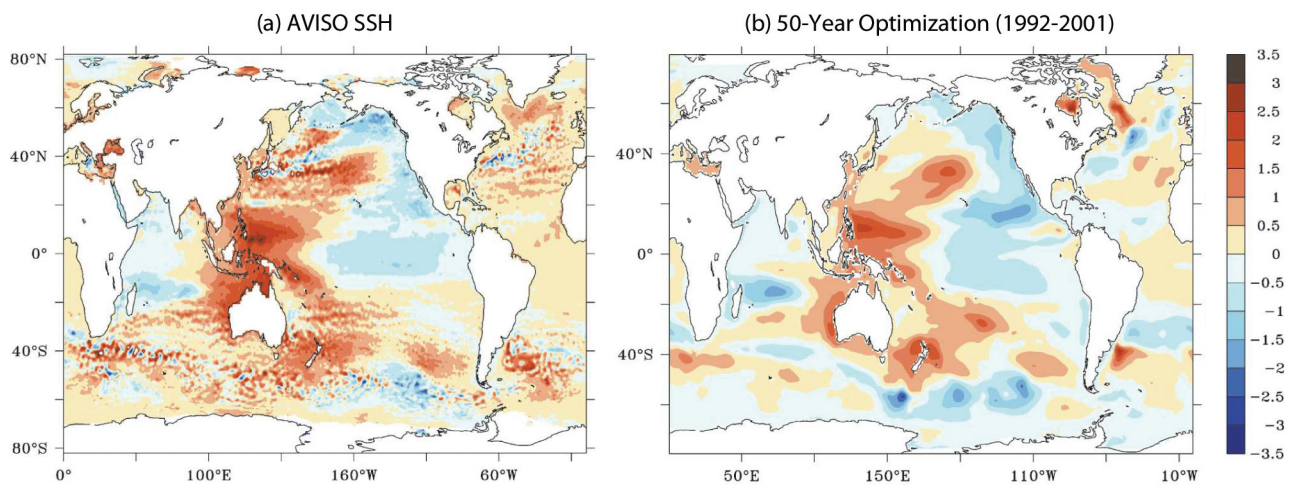 (a) AVISO SSH
(b) 50-Year Optimization (1992-2001)
80°N
40°N
0°
40°S
80°S
0°
100°E
160°W
60°W
40°N
0°
40°S
50°E
150°E
110°W
10°W
3.5
3
2.5
2
1.5
1
0.5
0
−0.5
−1
−1.5
−2
−2.5
−3
−3.5